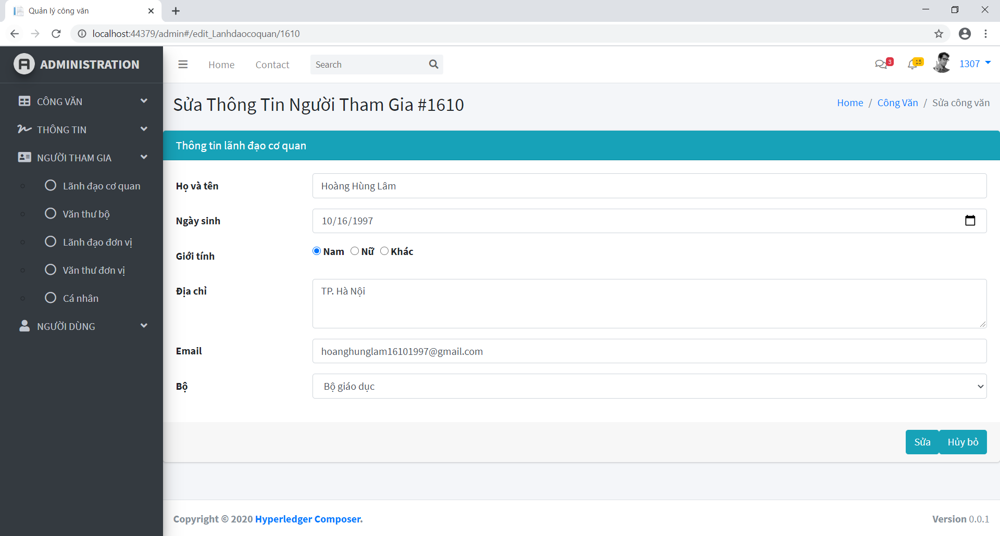 Quản lý công văn
localhost:44379/admin#/edit_Lanhdaocoquan/1610
ADMINISTRATION
Home
Contact
Search
3
15
1307
CÔNG VĂN
THÔNG TIN
NGƯỜI THAM GIA
Lãnh đạo cơ quan
Văn thư bộ
Lãnh đạo đơn vị
Văn thư đơn vị
Cá nhân
NGƯỜI DÙNG
Sửa Thông Tin Người Tham Gia #1610
Home / Công Văn / Sửa công văn
Thông tin lãnh đạo cơ quan
Họ và tên
Hoàng Hùng Lâm
Ngày sinh
10/16/1997
Giới tính
Nam Nữ Khác
Địa chỉ
TP. Hà Nội
Email
hoanghunglam16101997@gmail.com
Bộ
Bộ giáo dục
Sửa
Hủy bỏ
Copyright © 2020 Hyperledger Composer.
Version 0.0.1